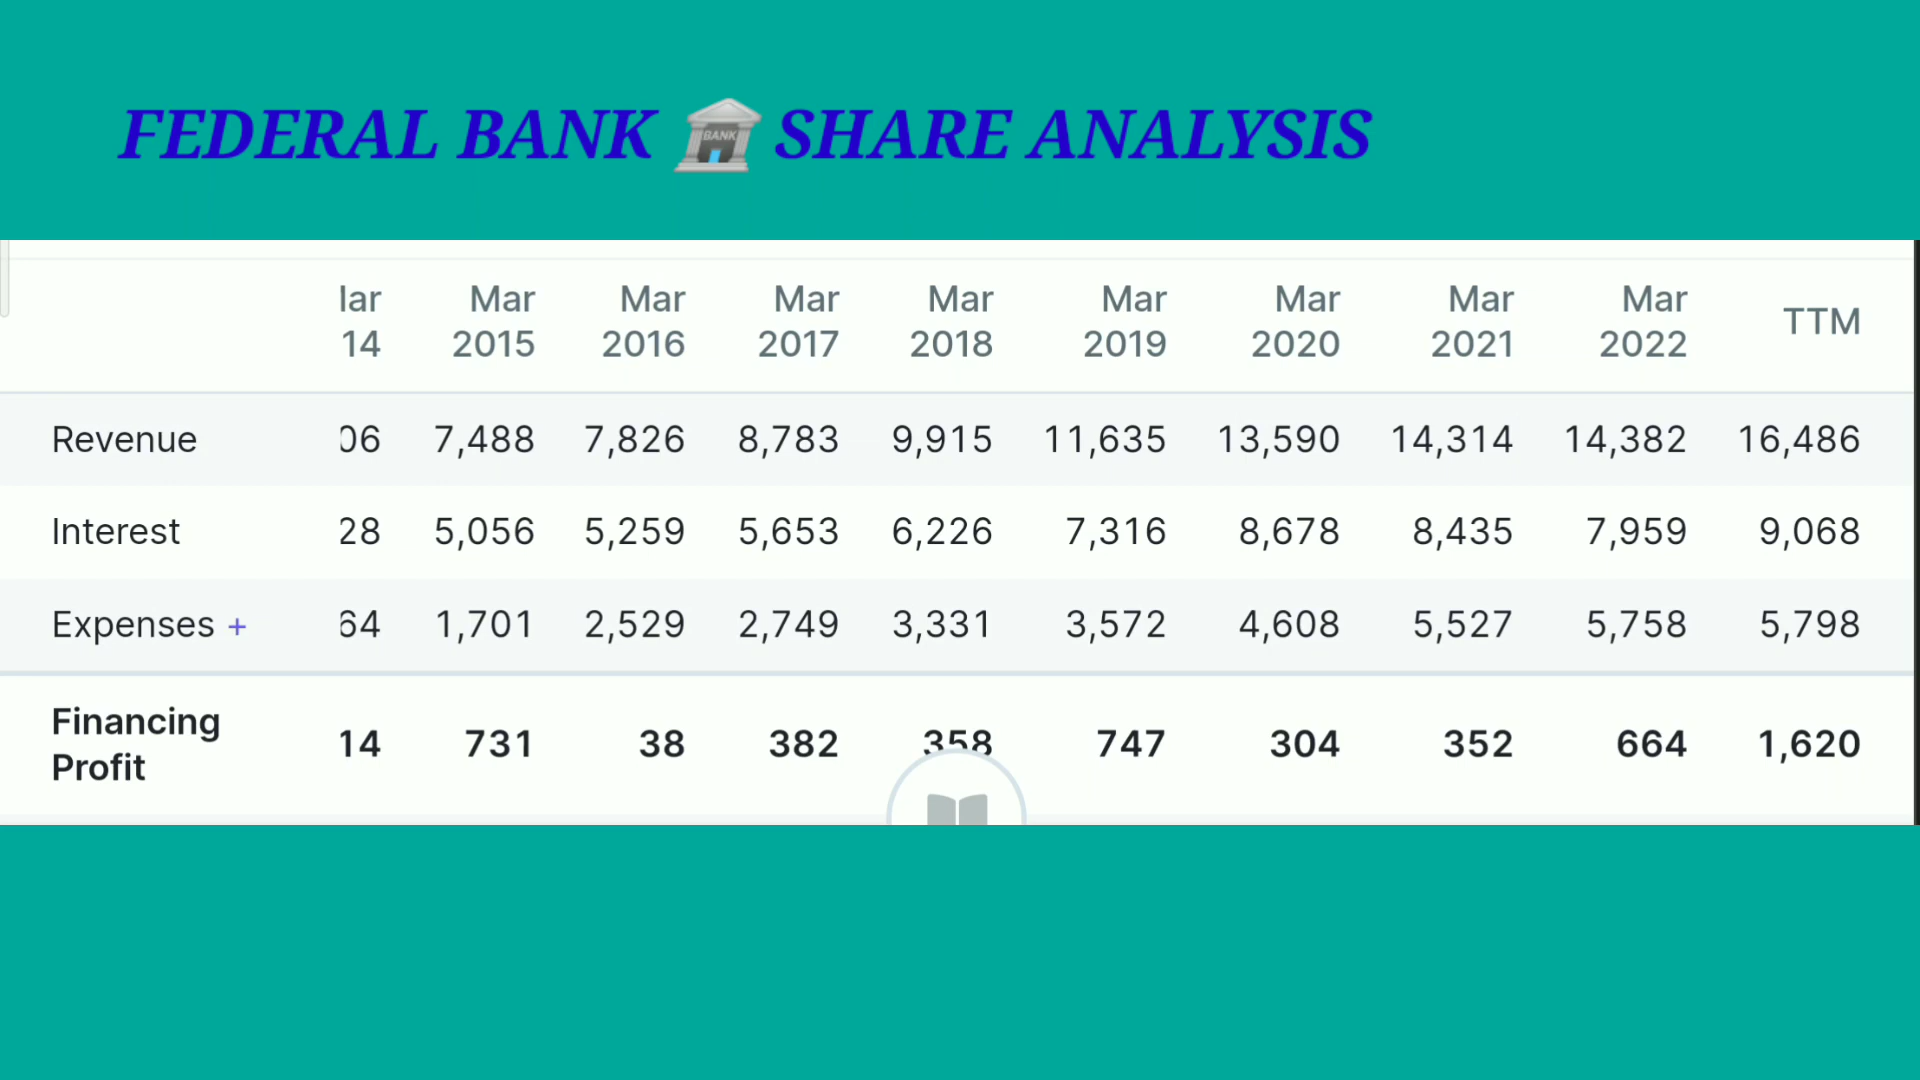 FEDERAL BANK BANK SHARE ANALYSIS
14 Mar 2015 Mar 2016 Mar 2017 Mar 2018 Mar 2019 Mar 2020 Mar 2021 Mar 2022 TTM
Revenue 06 7,488 7,826 8,783 9,915 11,635 13,590 14,314 14,382 16,486
Interest 28 5,056 5,259 5,653 6,226 7,316 8,678 8,435 7,959 9,068
Expenses + 64 1,701 2,529 2,749 3,331 3,572 4,608 5,527 5,758 5,798
Financing Profit 14 731 38 382 358 747 304 352 664 1,620